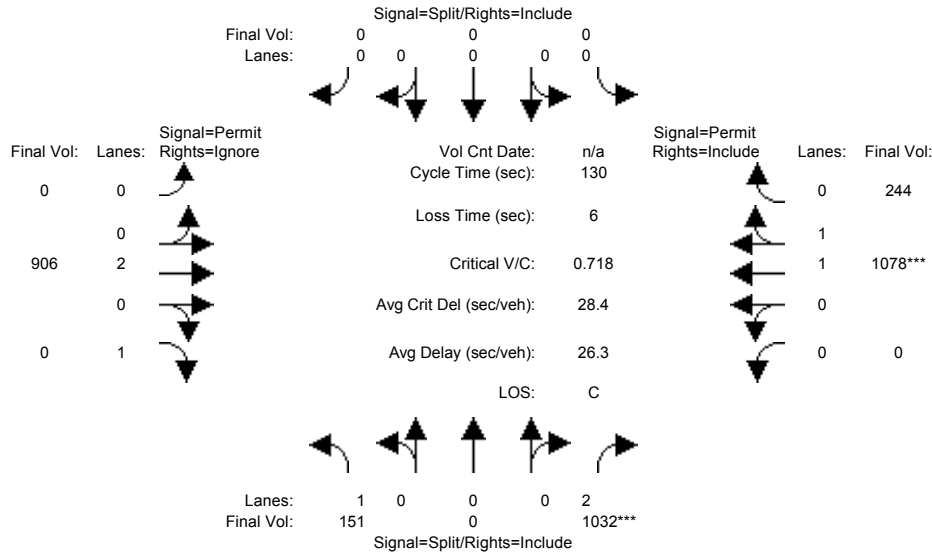 Signal=Split/Rights=Include
Final Vol: 0 0 0
Lanes: 0 0 0 0 0
Signal=Permit Signal=Permit
Final Vol: Lanes: Rights=Ignore Vol Cnt Date: n/a Rights=Include Lanes: Final Vol:
Cycle Time (sec): 130
0 0 0 244
Loss Time (sec): 6
0 1
906 2 Critical V/C: 0.718 1 1078***
0 Avg Crit Del (sec/veh): 28.4 0
0 1 Avg Delay (sec/veh): 26.3 0 0
LOS: C
Lanes: 1 0 0 0 2
Final Vol: 151 0 1032***
Signal=Split/Rights=Include